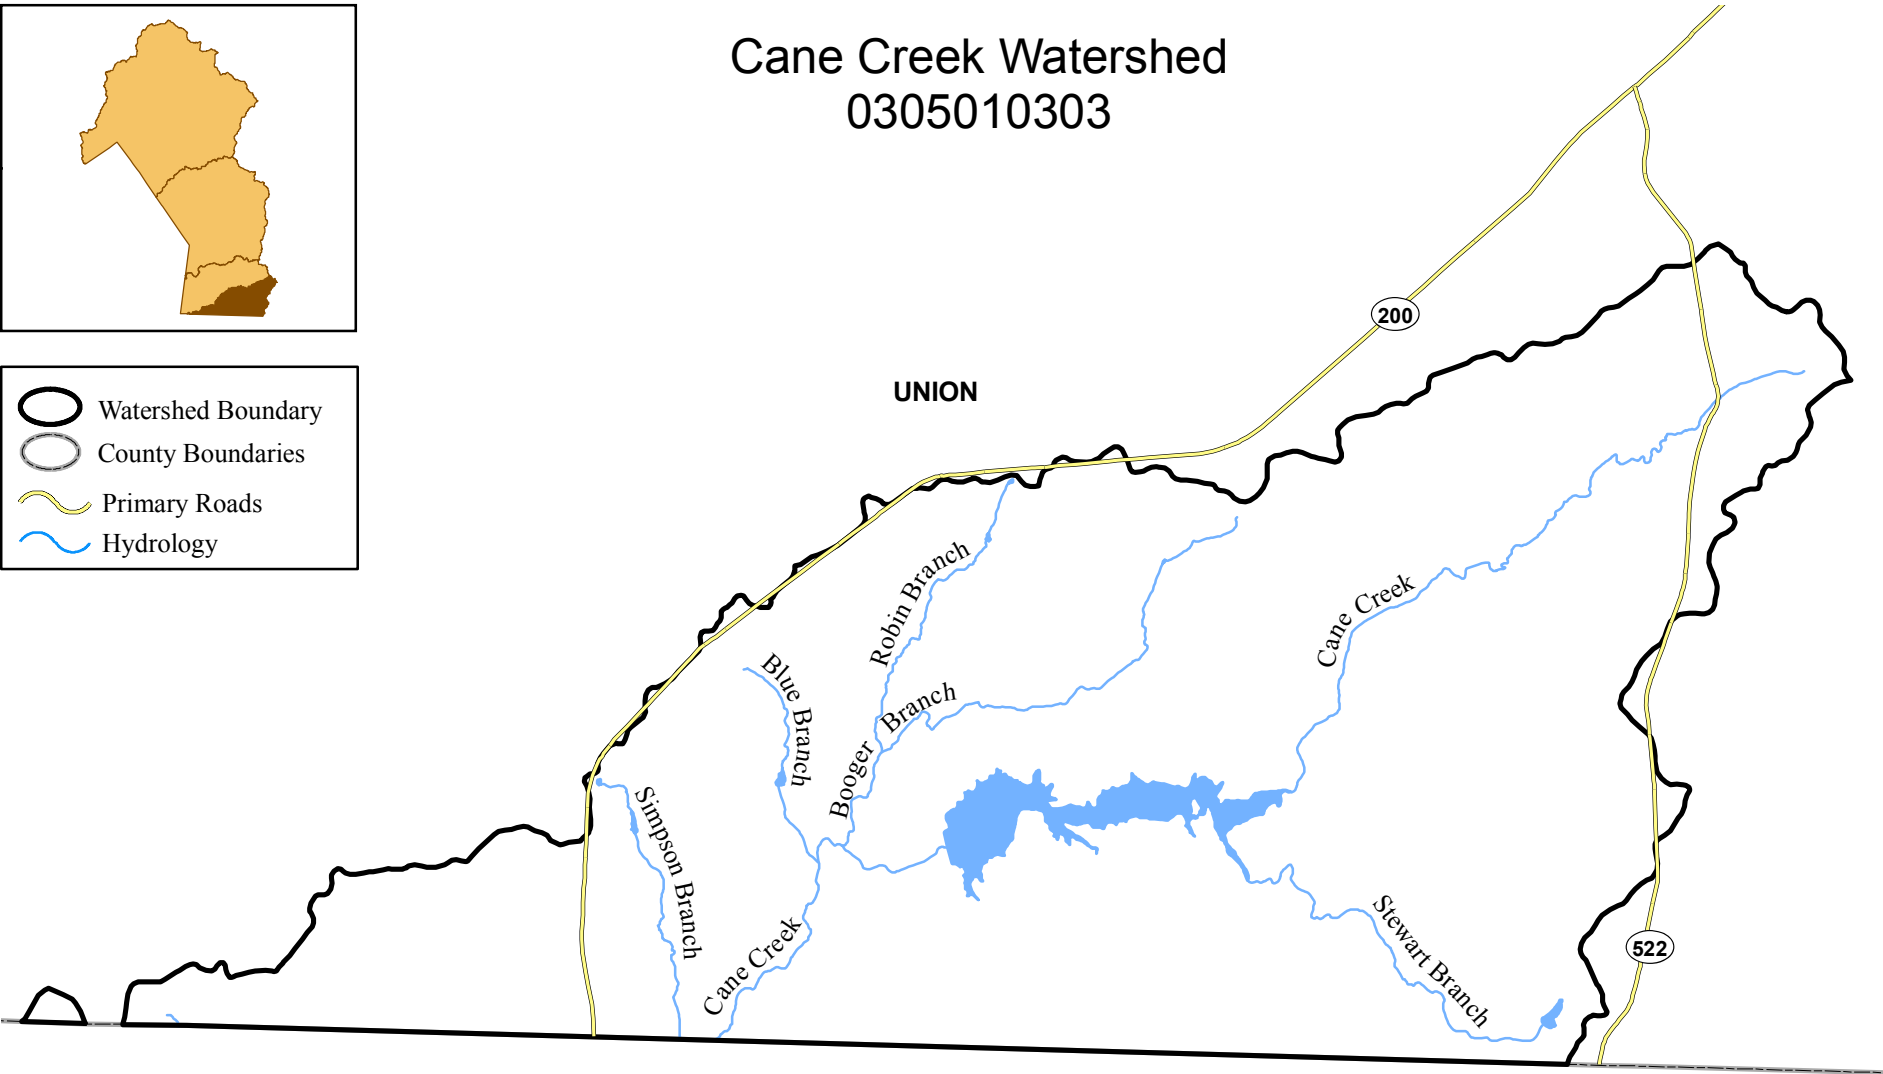 Cane Creek Watershed
0305010303
Watershed Boundary
County Boundaries
Primary Roads
Hydrology
UNION
200
Robin Branch
Blue Branch
Booger Branch
Cane Creek
Simpson Branch
Cane Creek
Stewart Branch
522